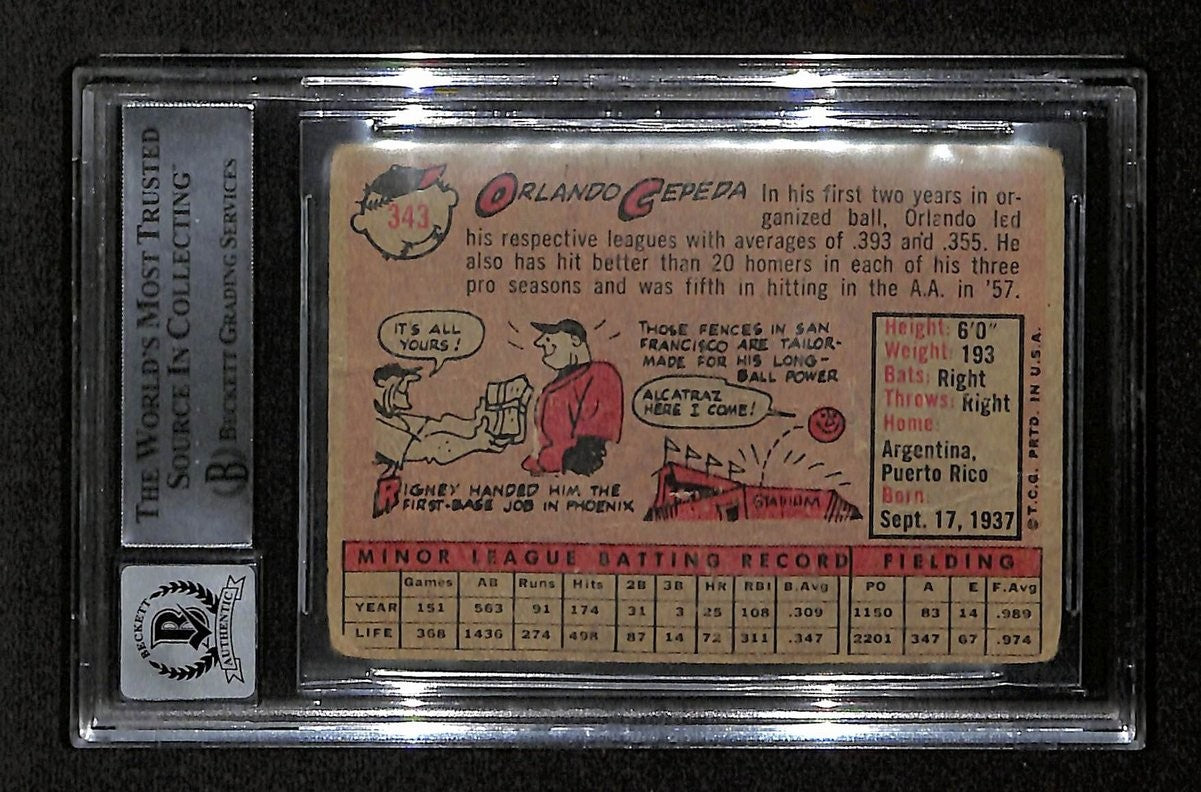 THE WORLD'S MOST TRUSTED
SOURCE IN COLLECTING™
B BECKETT GRADING SERVICES
BECKETT
B
AUTHENTIC
343
ORLANDO CEPEDA In his first two years in or-
ganized ball, Orlando led
his respective leagues with averages of .393 and .355. He
also has hit better than 20 homers in each of his three
pro seasons and was fifth in hitting in the A.A. in '57.
IT'S ALL
YOURS!
RIGNEY HANDED HIM THE
FIRST-BASE JOB IN PHOENIX
THOSE FENCES IN SAN
FRANCISCO ARE TAILOR-
MADE FOR HIS LONG-
BALL POWER
ALCATRAZ
HERE I COME!
STADIUM
Height: 6'0"
Weight: 193
Bats: Right
Throws: Right
Home:
Argentina,
Puerto Rico
Born:
Sept. 17, 1937
© T.C.G. PRTD. IN U.S.A.
MINOR LEAGUE BATTING RECORD FIELDING
Games AB Runs Hits 2B 3B HR RBI B.Avg PO A E F.Avg
YEAR 151 563 91 174 31 3 25 108 .309 1150 83 14 .989
LIFE 368 1436 274 498 87 14 72 311 .347 2201 347 67 .974